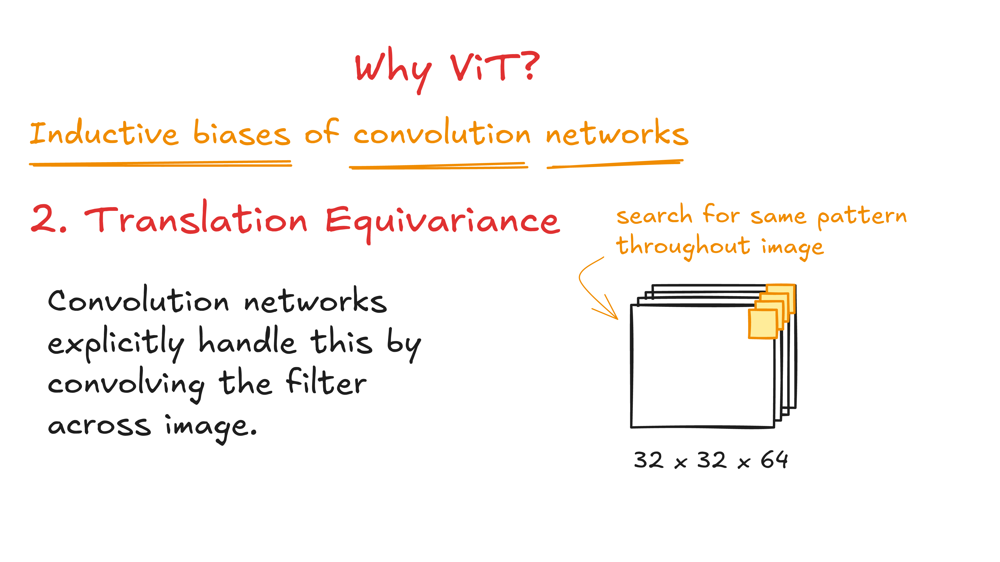 Why ViT?
Inductive biases of convolution networks
2. Translation Equivariance
search for same pattern
throughout image
Convolution networks
explicitly handle this by
convolving the filter
across image.
32 x 32 x 64